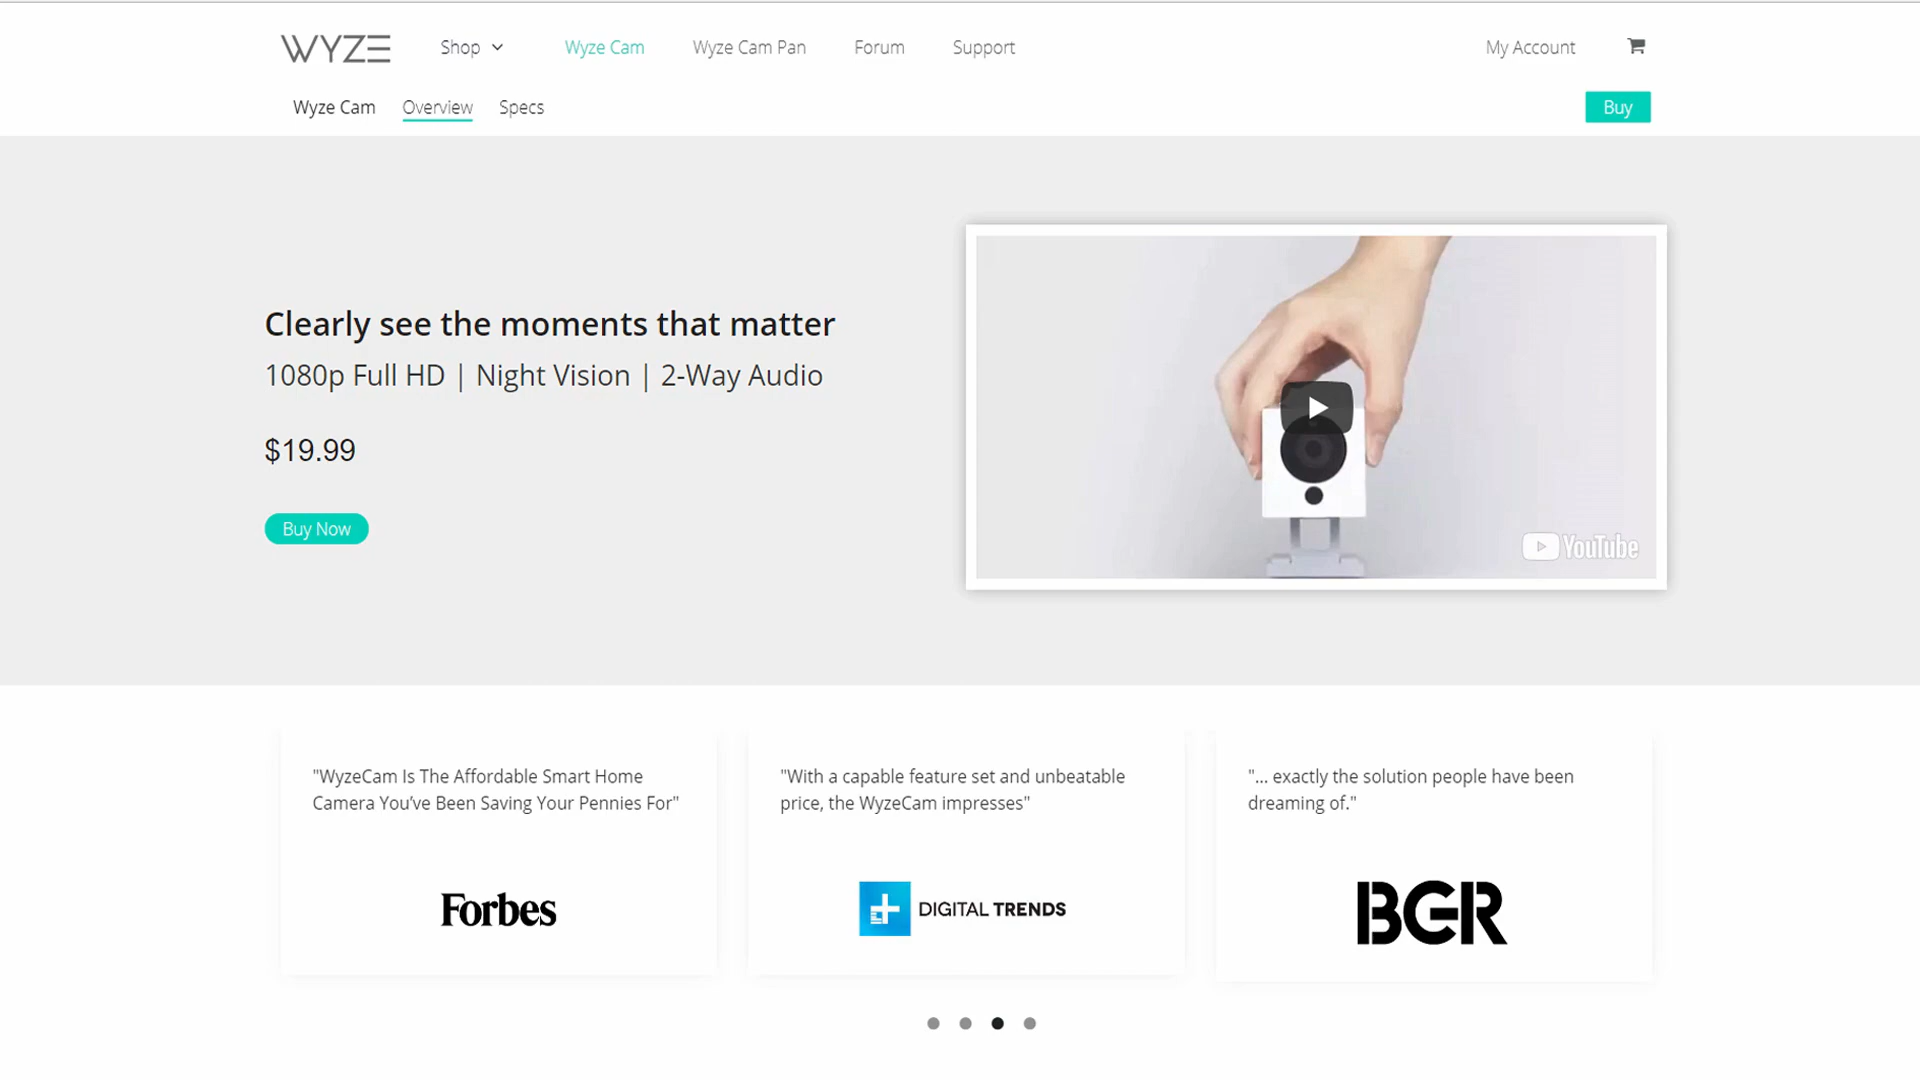 WYZE
Shop
Wyze Cam
Wyze Cam Pan
Forum
Support
My Account
Wyze Cam
Overview
Specs
Buy
Clearly see the moments that matter
1080p Full HD | Night Vision | 2-Way Audio
$19.99
Buy Now
YouTube
"WyzeCam Is The Affordable Smart Home
Camera You’ve Been Saving Your Pennies For"
Forbes
"With a capable feature set and unbeatable
price, the WyzeCam impresses"
DIGITAL TRENDS
"... exactly the solution people have been
dreaming of."
BGR